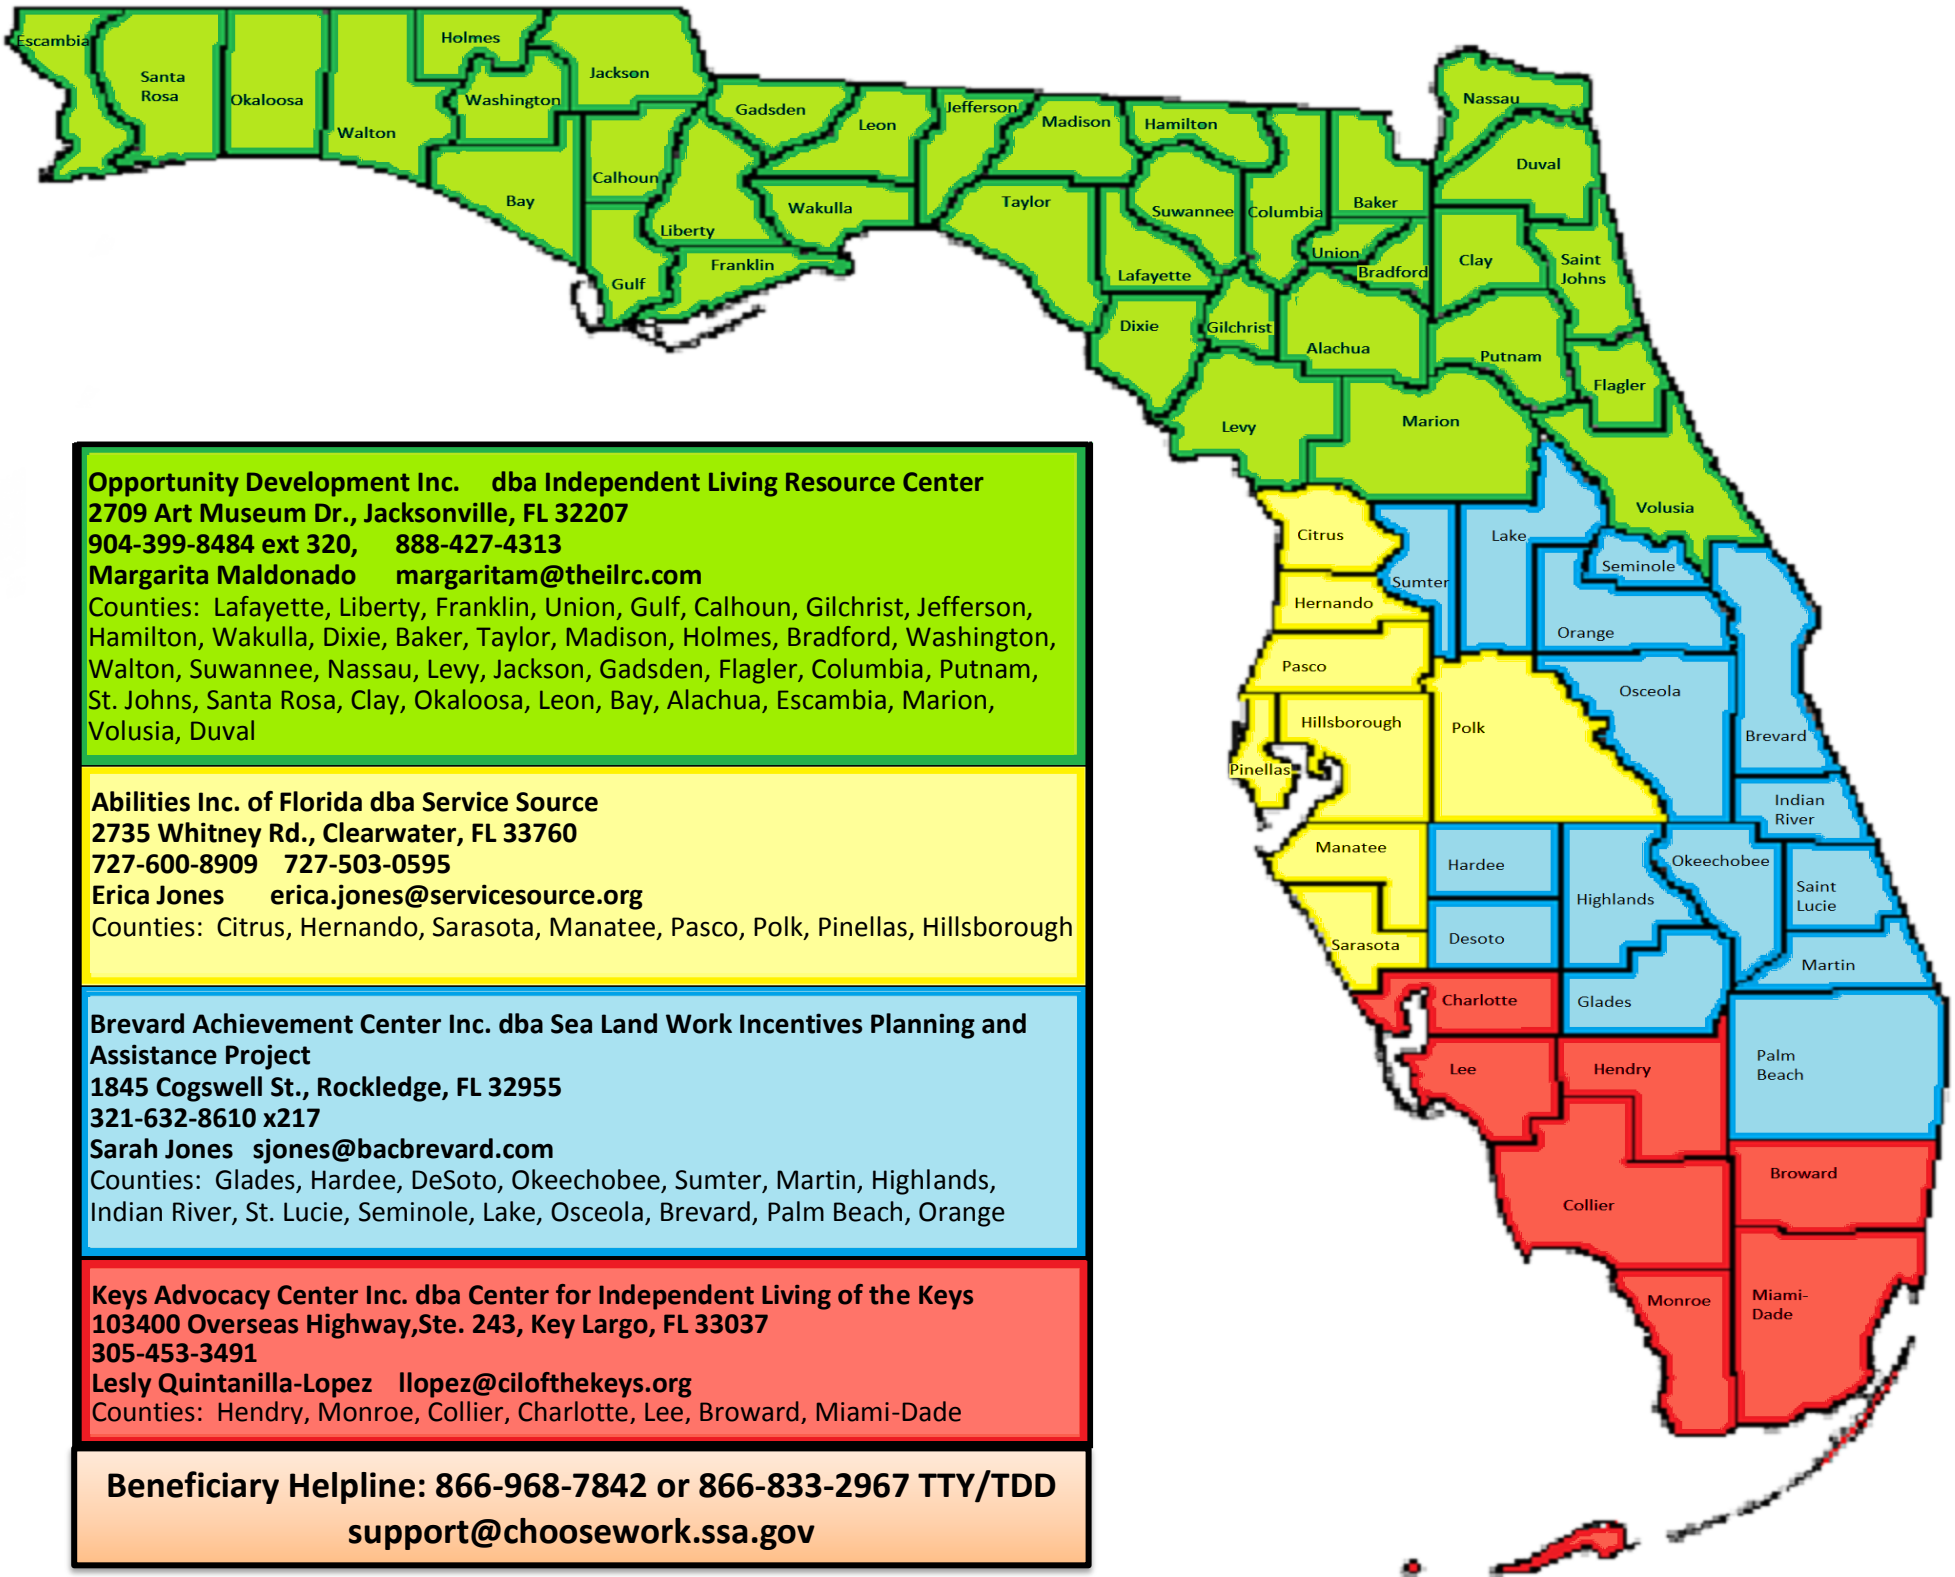 Escambia
Santa
Rosa
Okaloosa
Walton
Holmes
Washington
Jackson
Bay
Calhoun
Gulf
Liberty
Franklin
Gadsden
Leon
Wakulla
Jefferson
Madison
Taylor
Hamilton
Suwannee
Lafayette
Dixie
Gilchrist
Columbia
Baker
Union
Bradford
Nassau
Duval
Clay
Saint
Johns
Alachua
Putnam
Flagler
Levy
Marion
Volusia
Citrus
Sumter
Lake
Seminole
Hernando
Orange
Pasco
Osceola
Hillsborough
Polk
Brevard
Pinellas
Indian
River
Manatee
Hardee
Okeechobee
Highlands
Saint
Lucie
Sarasota
Desoto
Martin
Charlotte
Glades
Lee
Hendry
Palm
Beach
Broward
Collier
Monroe
Miami-
Dade
Opportunity Development Inc. dba Independent Living Resource Center
2709 Art Museum Dr., Jacksonville, FL 32207
904-399-8484 ext 320, 888-427-4313
Margarita Maldonado margaritam@theilrc.com
Counties: Lafayette, Liberty, Franklin, Union, Gulf, Calhoun, Gilchrist, Jefferson,
Hamilton, Wakulla, Dixie, Baker, Taylor, Madison, Holmes, Bradford, Washington,
Walton, Suwannee, Nassau, Levy, Jackson, Gadsden, Flagler, Columbia, Putnam,
St. Johns, Santa Rosa, Clay, Okaloosa, Leon, Bay, Alachua, Escambia, Marion,
Volusia, Duval
Abilities Inc. of Florida dba Service Source
2735 Whitney Rd., Clearwater, FL 33760
727-600-8909 727-503-0595
Erica Jones erica.jones@servicesource.org
Counties: Citrus, Hernando, Sarasota, Manatee, Pasco, Polk, Pinellas, Hillsborough
Brevard Achievement Center Inc. dba Sea Land Work Incentives Planning and
Assistance Project
1845 Cogswell St., Rockledge, FL 32955
321-632-8610 x217
Sarah Jones sjones@bacbrevard.com
Counties: Glades, Hardee, DeSoto, Okeechobee, Sumter, Martin, Highlands,
Indian River, St. Lucie, Seminole, Lake, Osceola, Brevard, Palm Beach, Orange
Keys Advocacy Center Inc. dba Center for Independent Living of the Keys
103400 Overseas Highway,Ste. 243, Key Largo, FL 33037
305-453-3491
Lesly Quintanilla-Lopez llopez@cilofthekeys.org
Counties: Hendry, Monroe, Collier, Charlotte, Lee, Broward, Miami-Dade
Beneficiary Helpline: 866-968-7842 or 866-833-2967 TTY/TDD
support@choosework.ssa.gov